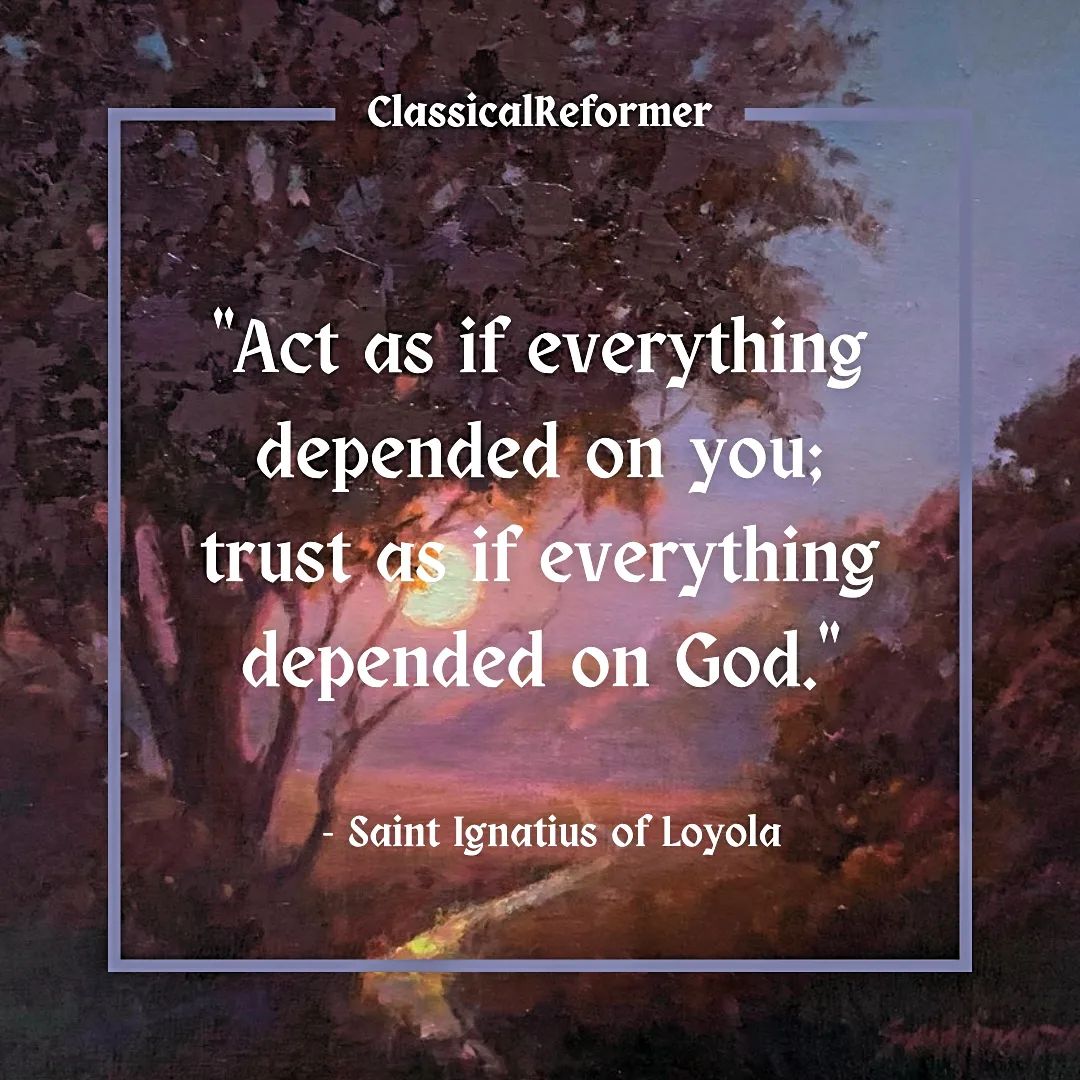 ClassicalReformer
"Act as if everything
depended on you;
trust as if everything
depended on God."
- Saint Ignatius of Loyola